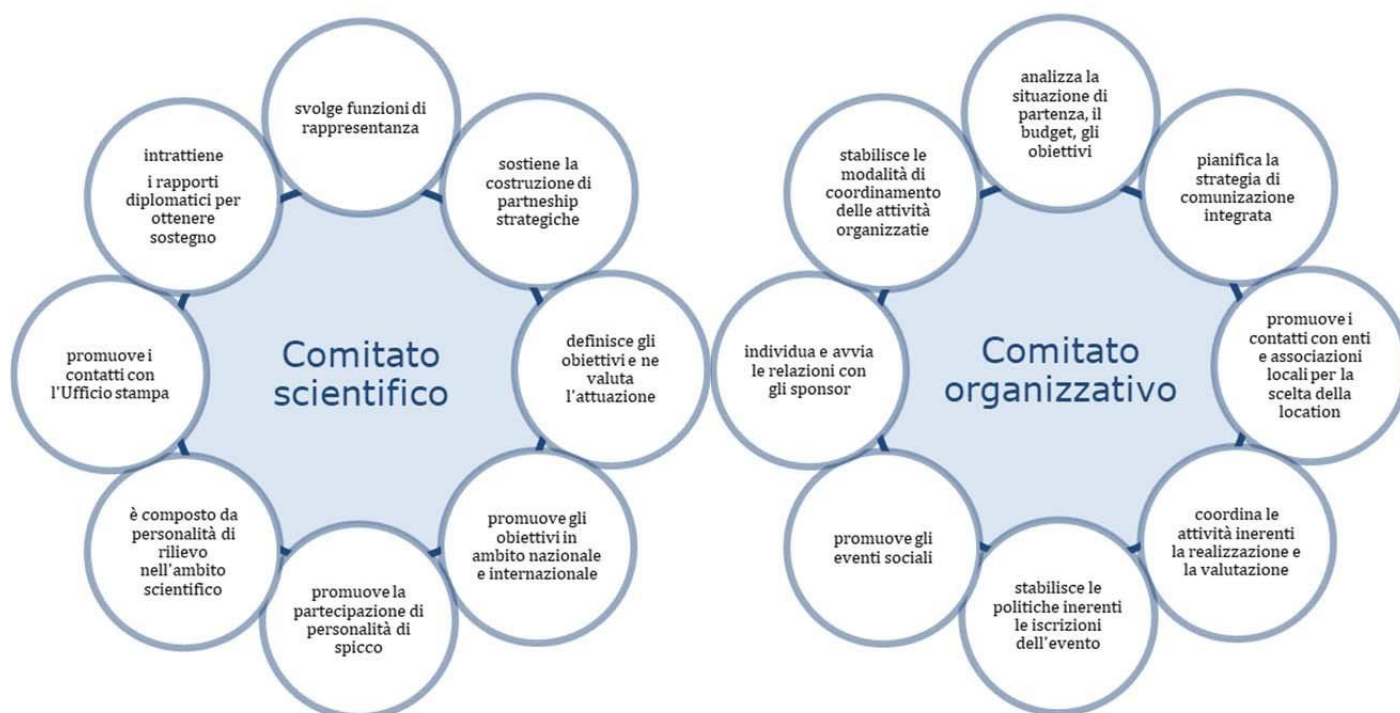 svolge funzioni di
rappresentanza
sostiene la
costruzione di
partneship
strategiche
definisce gli
obiettivi e ne
valuta
l'attuazione
promuove gli
obiettivi in
ambito nazionale
e internazionale
promuove la
partecipazione di
personalità di
spicco
è composto da
personalità di
rilievo
nell'ambito
scientifico
promuove i
contatti con
l'Ufficio stampa
intrattiene
i rapporti
diplomatici per
ottenere
sostegno
Comitato
scientifico
analizza la
situazione di
partenza, il
budget, gli
obiettivi
pianifica la
strategia di
comunizazione
integrata
promuove i
contatti con enti
e associazioni
locali per la
scelta della
location
coordina le
attività inerenti
la realizzazione e
la valutazione
stabilisce le
politiche inerenti
le iscrizioni
dell'evento
promuove gli
eventi sociali
individua e avvia
le relazioni con
gli sponsor
stabilisce le
modalità di
coordinamento
delle attività
organizzatie
Comitato
organizzativo